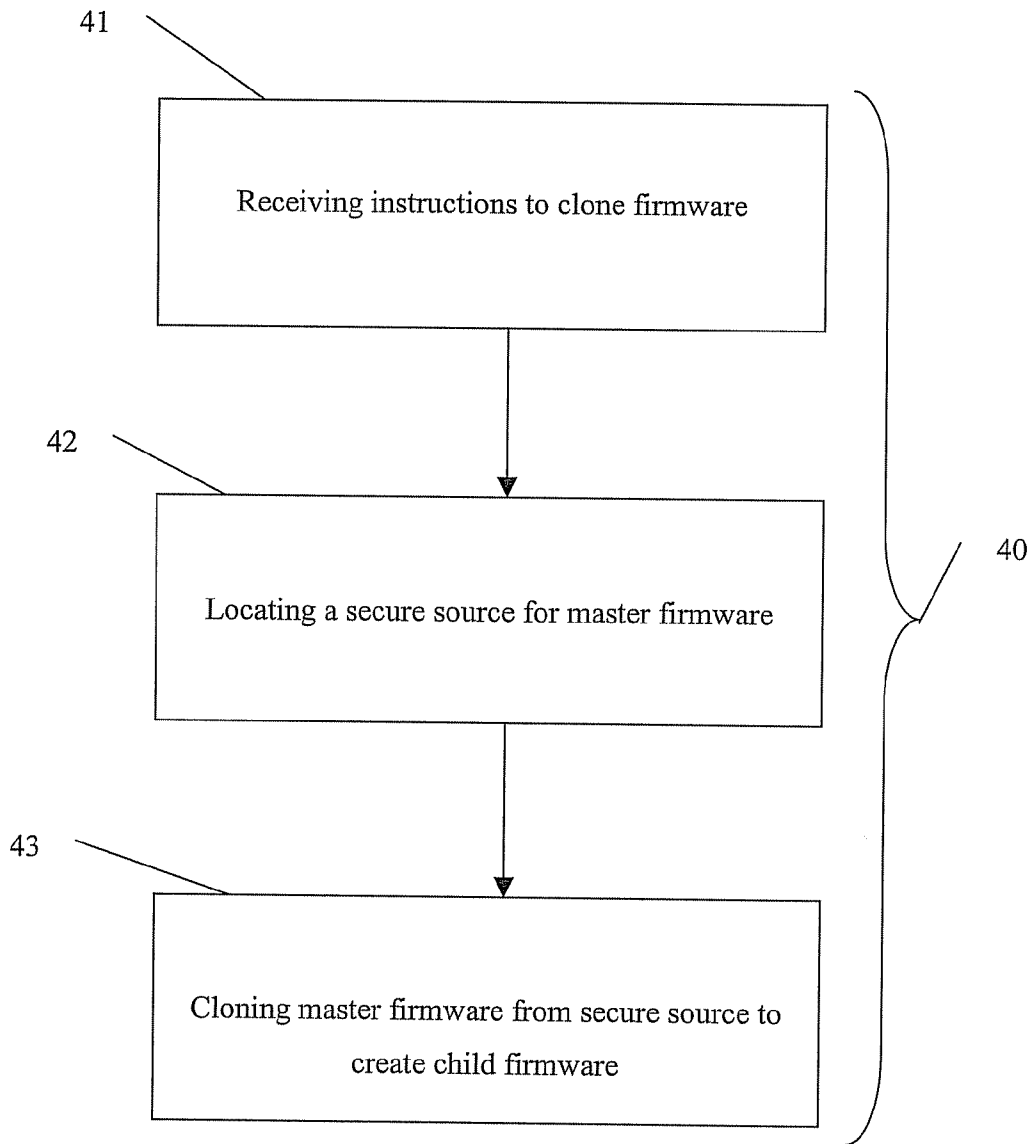 41
Receiving instructions to clone firmware
42
40
Locating a secure source for master firmware
43
Cloning master firmware from secure source to
create child firmware